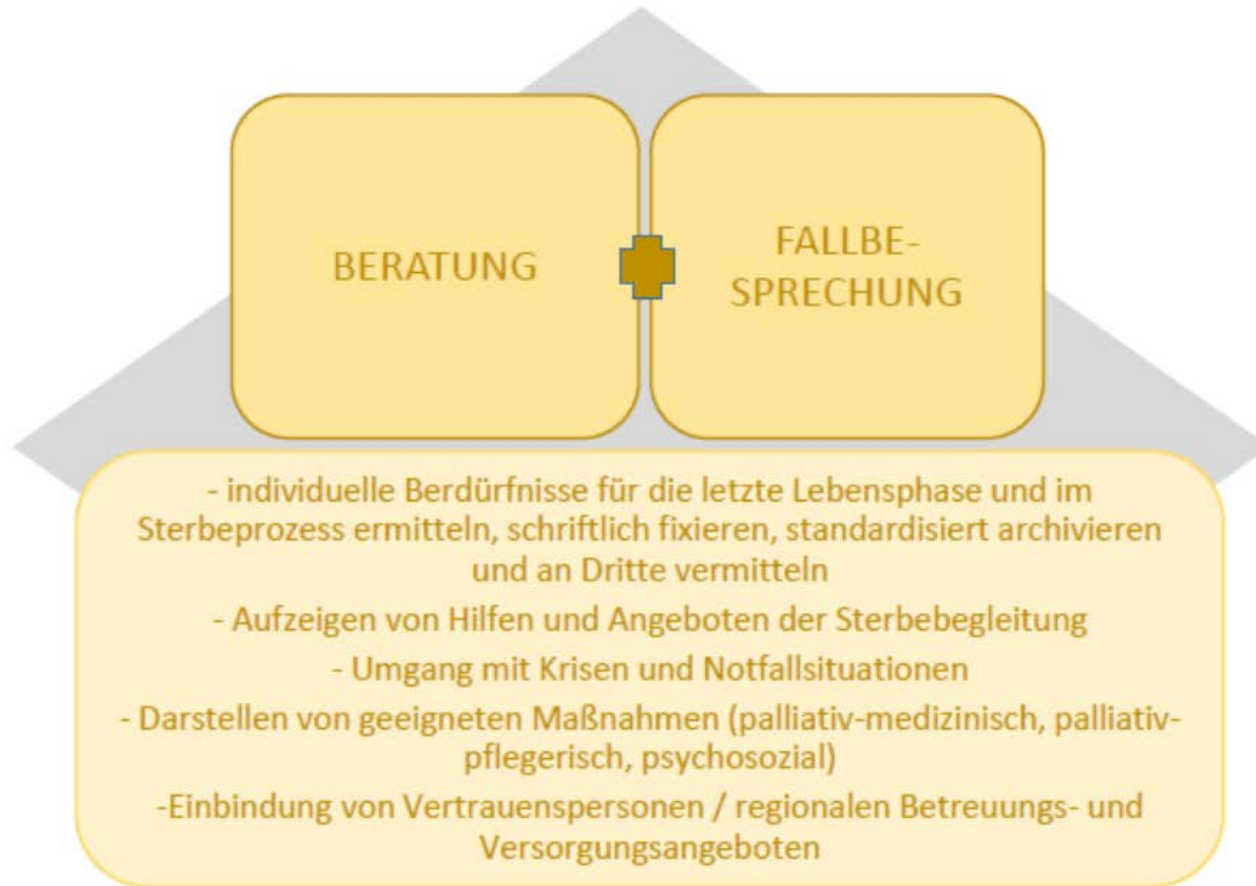 BERATUNG
FALLBE-
SPRECHUNG
- individuelle Berdürfnisse für die letzte Lebensphase und im
Sterbeprozess ermitteln, schriftlich fixieren, standardisiert archivieren
und an Dritte vermitteln
- Aufzeigen von Hilfen und Angeboten der Sterbebegleitung
- Umgang mit Krisen und Notfallsituationen
- Darstellen von geeigneten Maßnahmen (palliativ-medizinisch, palliativ-
pflegerisch, psychosozial)
-Einbindung von Vertrauenspersonen / regionalen Betreuungs- und
Versorgungsangeboten